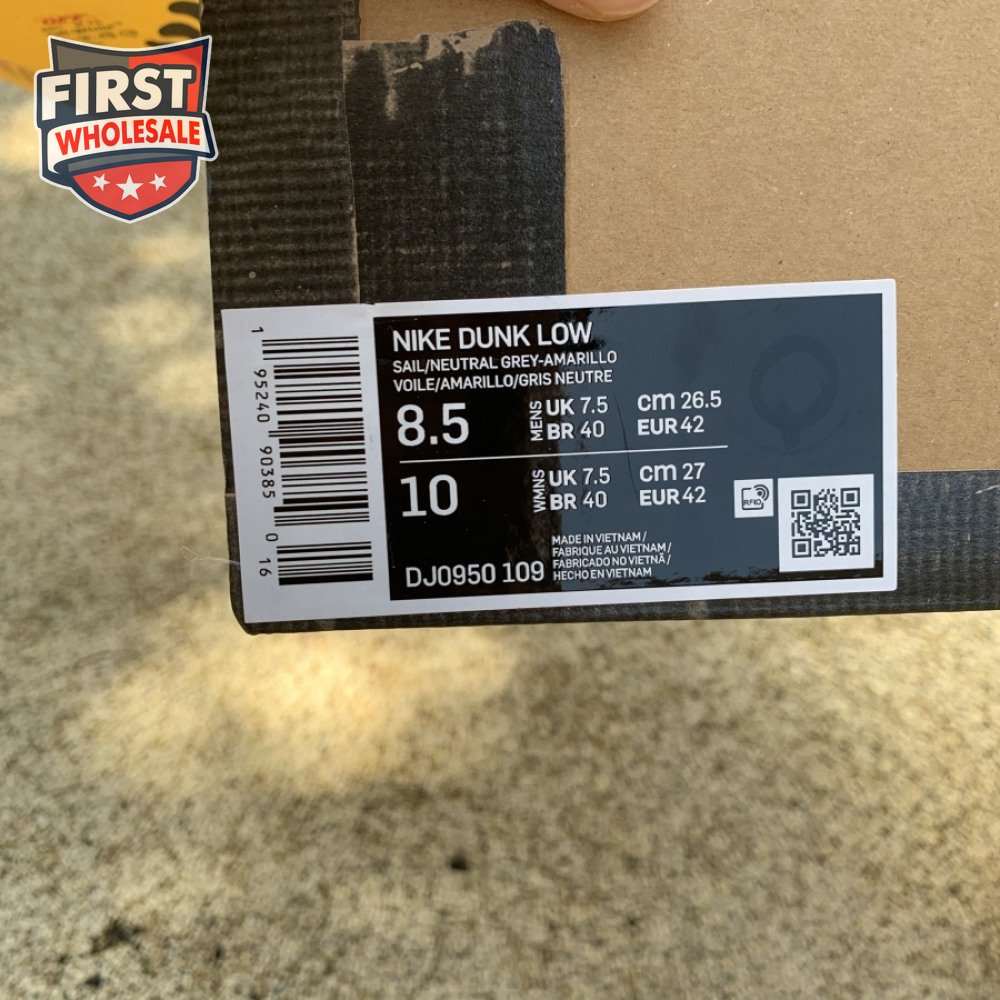 FIRST
WHOLESALE
NIKE DUNK LOW
SAIL/NEUTRAL GREY-AMARILLO
VOILE/AMARILLO/GRIS NEUTRE
8.5 MENS UK 7.5 cm 26.5
BR 40 EUR 42
10 WMNS UK 7.5 cm 27
BR 40 EUR 42
RFID
MADE IN VIETNAM /
FABRIQUE AU VIETNAM /
FABRICADO NO VIETNÃ /
HECHO EN VIETNAM
DJ0950 109
1 95240 90385 0 16